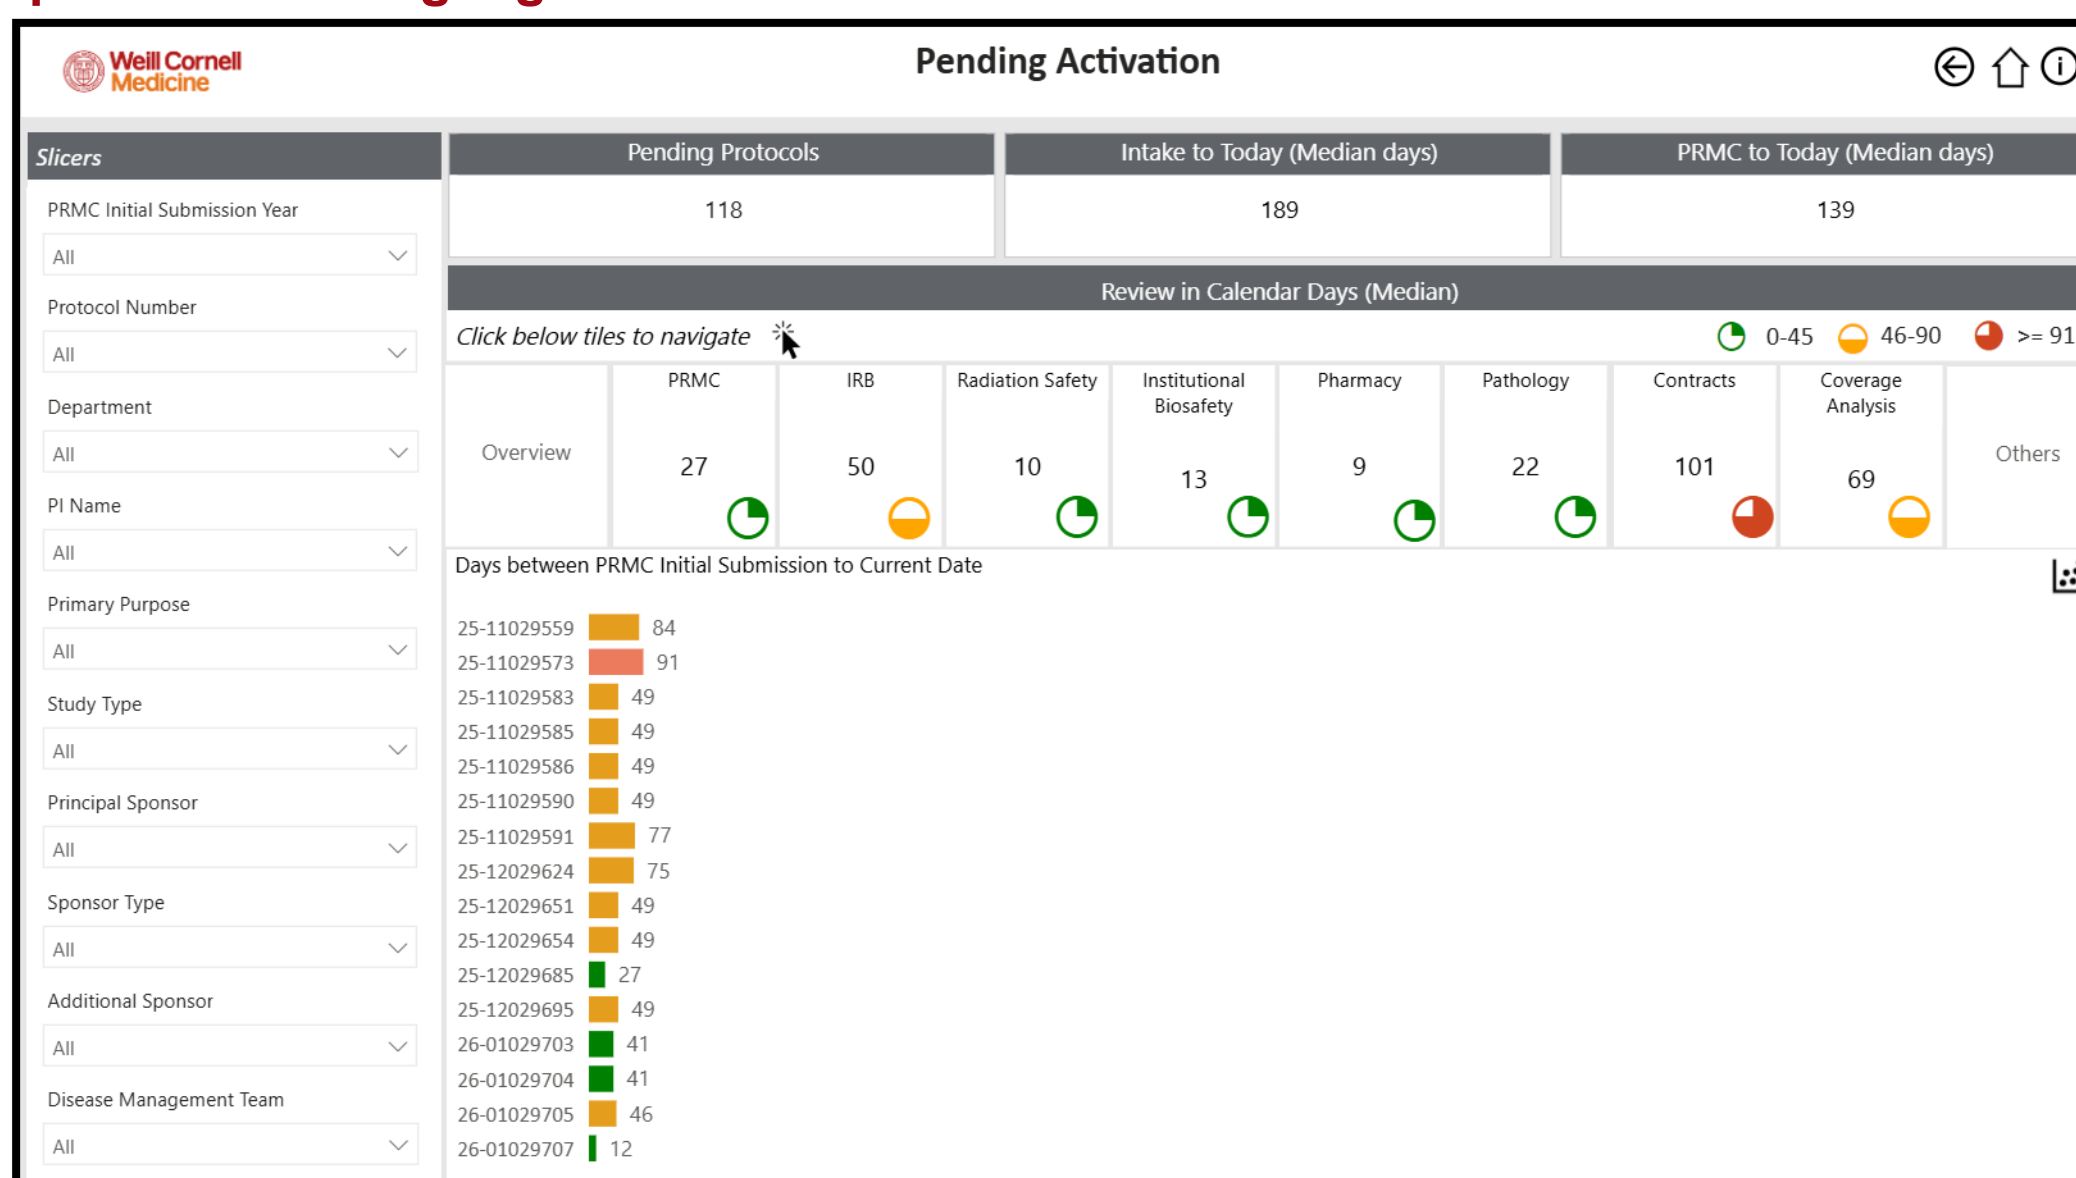 Weill Cornell
Medicine
Pending Activation
Slicers
PRMC Initial Submission Year
All
Protocol Number
All
Department
All
PI Name
All
Primary Purpose
All
Study Type
All
Principal Sponsor
All
Sponsor Type
All
Additional Sponsor
All
Disease Management Team
All
Pending Protocols
118
Intake to Today (Median days)
189
PRMC to Today (Median days)
139
Review in Calendar Days (Median)
Click below tiles to navigate
0-45
46-90
>= 91
Overview
PRMC
27
IRB
50
Radiation Safety
10
Institutional
Biosafety
13
Pharmacy
9
Pathology
22
Contracts
101
Coverage
Analysis
69
Others
Days between PRMC Initial Submission to Current Date
25-11029559 84
25-11029573 91
25-11029583 49
25-11029585 49
25-11029586 49
25-11029590 49
25-11029591 77
25-12029624 75
25-12029651 49
25-12029654 49
25-12029685 27
25-12029695 49
26-01029703 41
26-01029704 41
26-01029705 46
26-01029707 12